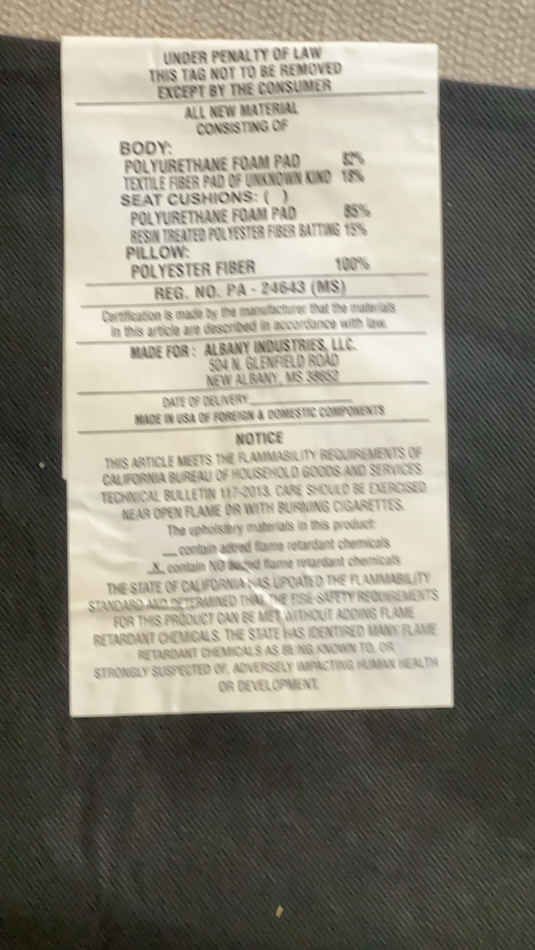 UNDER PENALTY OF LAW
THIS TAG NOT TO BE REMOVED
EXCEPT BY THE CONSUMER
ALL NEW MATERIAL
CONSISTING OF
BODY:
POLYURETHANE FOAM PAD 82%
TEXTILE FIBER PAD OF UNKNOWN KIND 18%
SEAT CUSHIONS: ( )
POLYURETHANE FOAM PAD 85%
RESIN TREATED POLYESTER FIBER BATTING 15%
PILLOW:
POLYESTER FIBER 100%
REG. NO. PA - 24643 (MS)
Certification is made by the manufacturer that the materials
in this article are described in accordance with law.
MADE FOR : ALBANY INDUSTRIES, LLC.
504 N. GLENFIELD ROAD
NEW ALBANY, MS 38652
DATE OF DELIVERY
MADE IN USA OF FOREIGN & DOMESTIC COMPONENTS
NOTICE
THIS ARTICLE MEETS THE FLAMMABILITY REQUIREMENTS OF
CALIFORNIA BUREAU OF HOUSEHOLD GOODS AND SERVICES
TECHNICAL BULLETIN 117-2013. CARE SHOULD BE EXERCISED
NEAR OPEN FLAME OR WITH BURNING CIGARETTES.
The upholstery materials in this product:
__ contain added flame retardant chemicals
_X_ contain NO added flame retardant chemicals
THE STATE OF CALIFORNIA HAS UPDATED THE FLAMMABILITY
STANDARD AND DETERMINED THAT THE FIRE SAFETY REQUIREMENTS
FOR THIS PRODUCT CAN BE MET WITHOUT ADDING FLAME
RETARDANT CHEMICALS. THE STATE HAS IDENTIFIED MANY FLAME
RETARDANT CHEMICALS AS BEING KNOWN TO, OR
STRONGLY SUSPECTED OF, ADVERSELY IMPACTING HUMAN HEALTH
OR DEVELOPMENT.